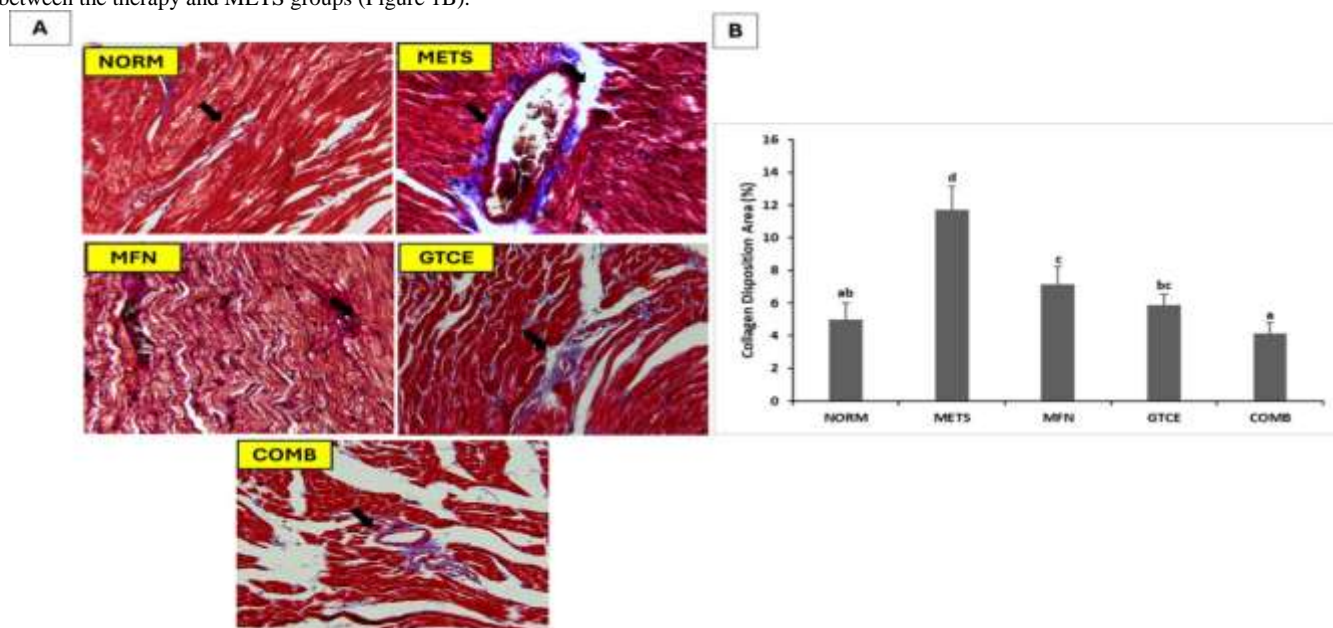 between the therapy and METS groups (Figure 1B).
A
B
NORM
METS
MFN
GTCE
COMB
16
14
12
10
8
6
4
2
0
Collagen Disposition Area (%)
ab
d
c
bc
a
NORM METS MFN GTCE COMB